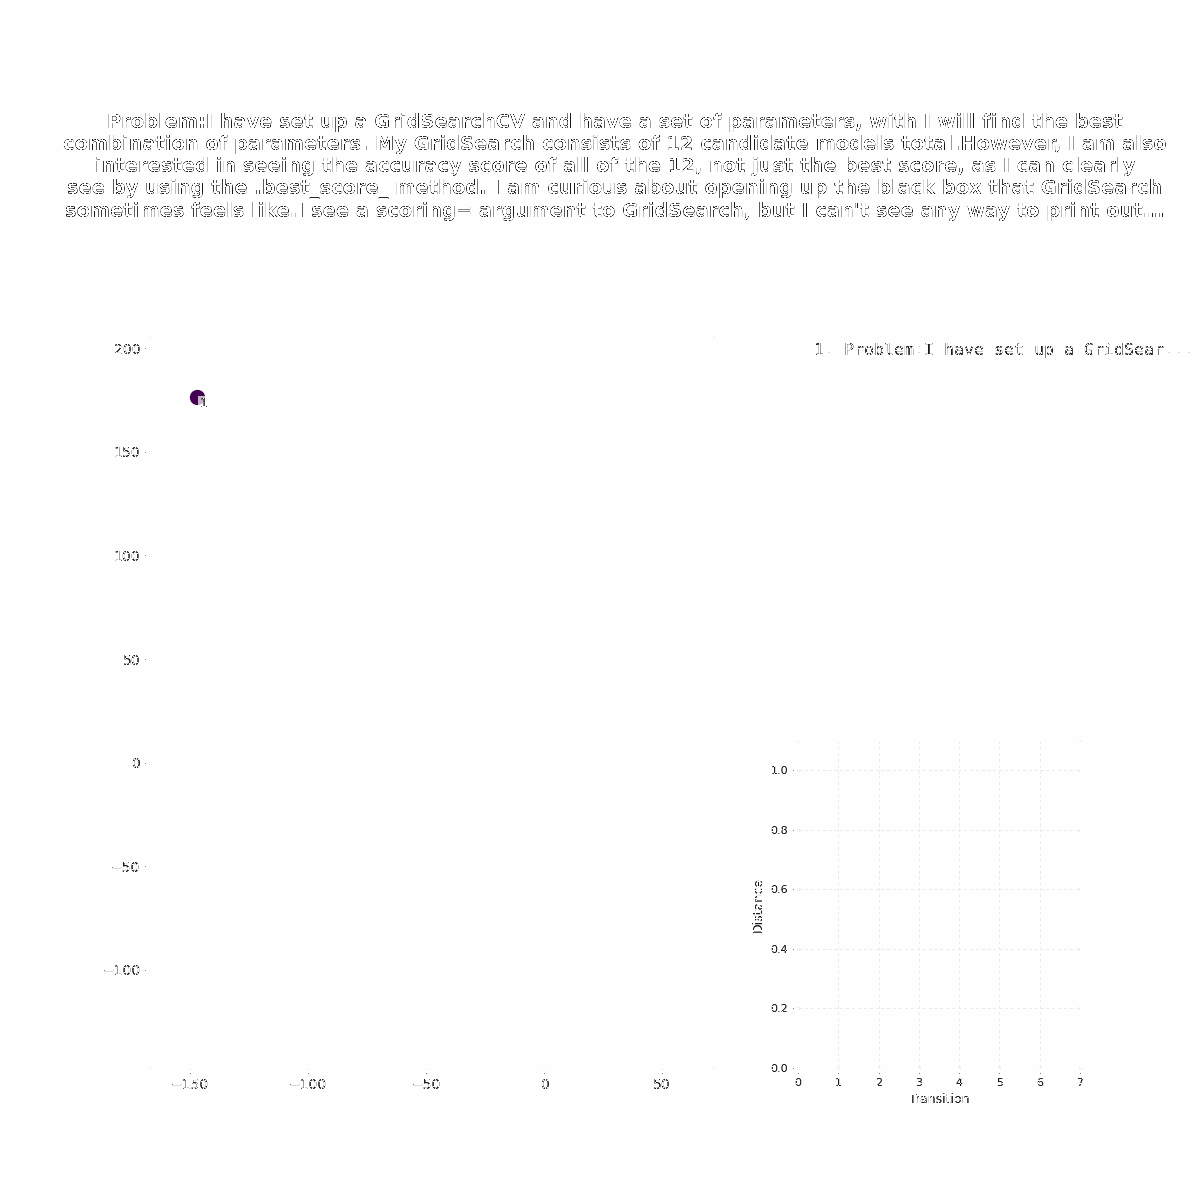 Problem:I have set up a GridSearchCV and have a set of parameters, with I will find the best
combination of parameters. My GridSearch consists of 12 candidate models total.However, I am also
interested in seeing the accuracy score of all of the 12, not just the best score, as I can clearly
see by using the .best_score_ method. I am curious about opening up the black box that GridSearch
sometimes feels like.I see a scoring= argument to GridSearch, but I can't see any way to print out....
200
1. Problem:I have set up a GridSear...
1
150
100
50
0
−50
−100
−150 −100 −50 0 50
1.0
0.8
0.6
0.4
0.2
0.0
Distance
0 1 2 3 4 5 6 7
Transition